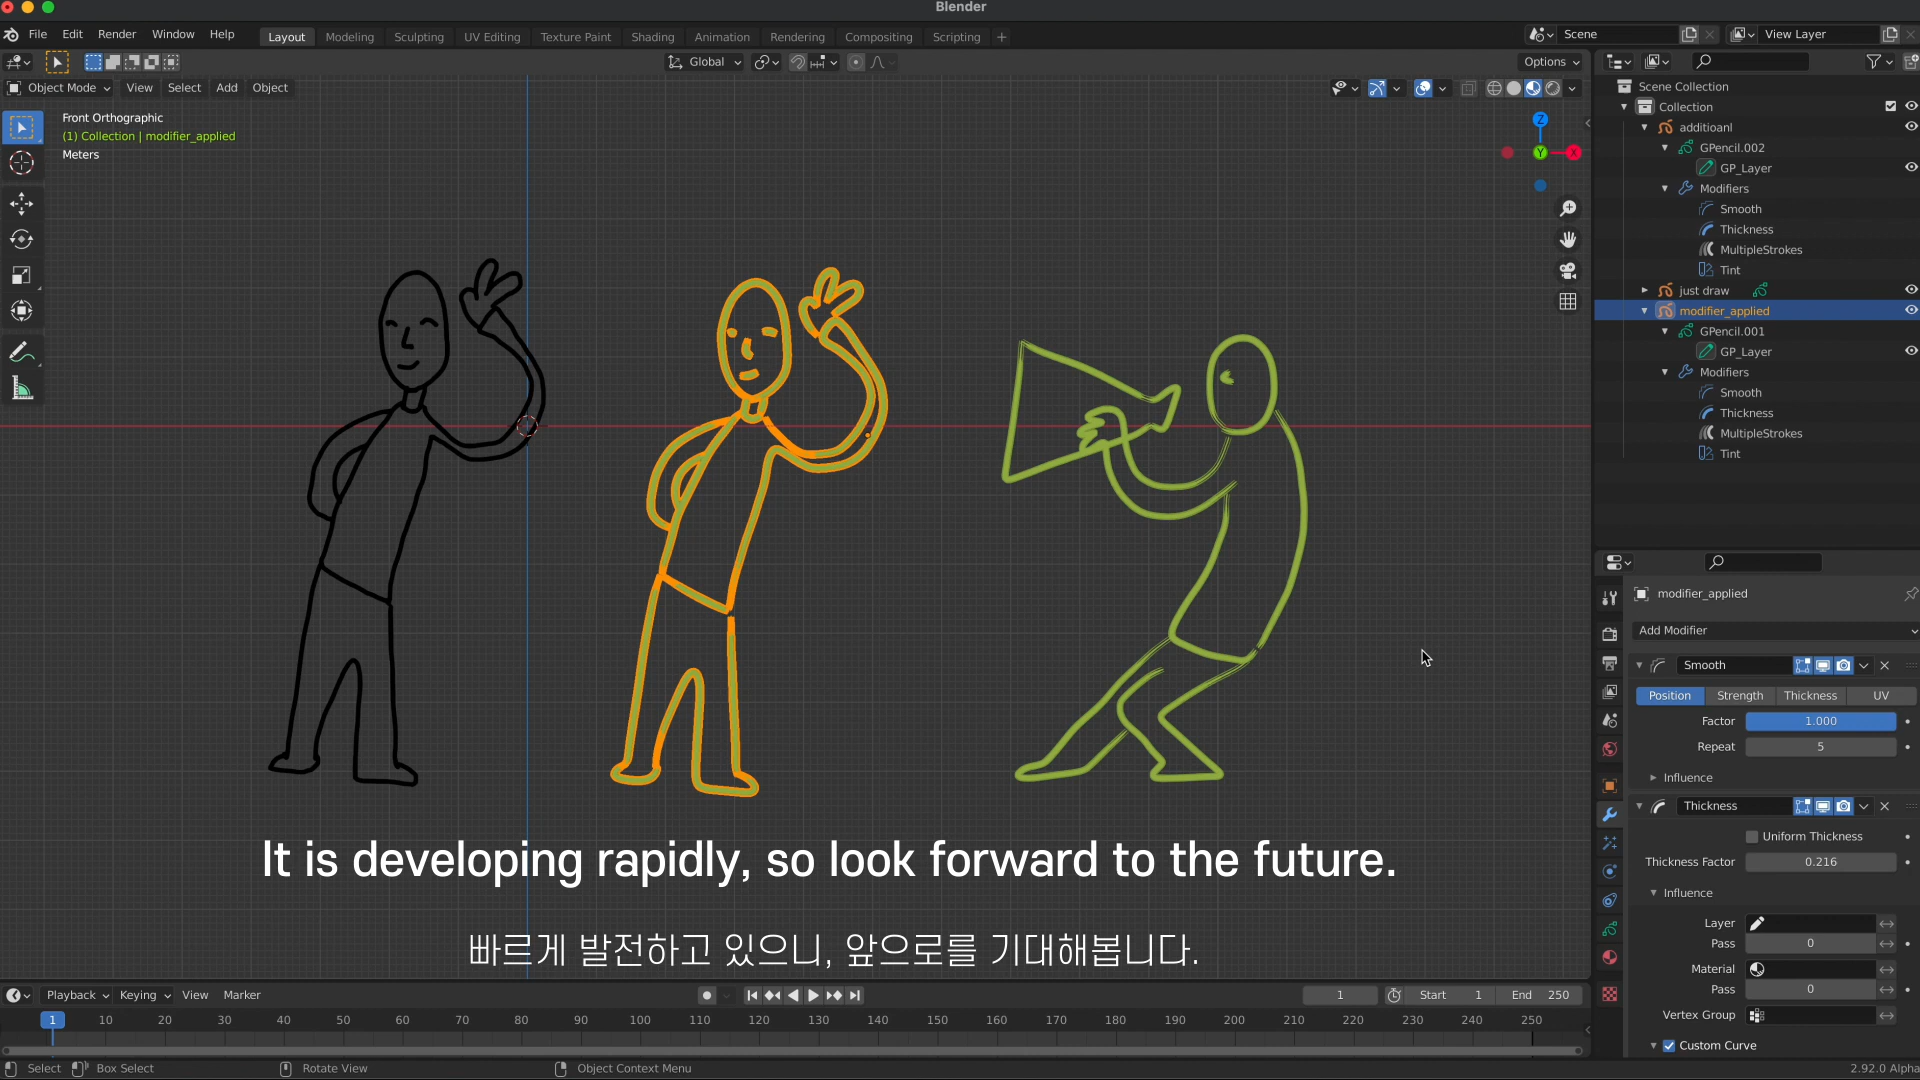 Blender
File Edit Render Window Help Layout Modeling Sculpting UV Editing Texture Paint Shading Animation Rendering Compositing Scripting + Scene View Layer
Global Options
Object Mode View Select Add Object
Front Orthographic
(1) Collection | modifier_applied
Meters
Z
Y X
Scene Collection
Collection
additioanl
GPencil.002
GP_Layer
Modifiers
Smooth
Thickness
MultipleStrokes
Tint
just draw
modifier_applied
GPencil.001
GP_Layer
Modifiers
Smooth
Thickness
MultipleStrokes
Tint
modifier_applied
Add Modifier
Smooth
Position Strength Thickness UV
Factor 1.000
Repeat 5
Influence
Thickness
Uniform Thickness
Thickness Factor 0.216
Influence
Layer
Pass 0
Material
Pass 0
Vertex Group
Custom Curve
It is developing rapidly, so look forward to the future.
빠르게 발전하고 있으니, 앞으로를 기대해봅니다.
Playback Keying View Marker 1 Start 1 End 250
1 10 20 30 40 50 60 70 80 90 100 110 120 130 140 150 160 170 180 190 200 210 220 230 240 250
Select Box Select Rotate View Object Context Menu 2.92.0 Alpha